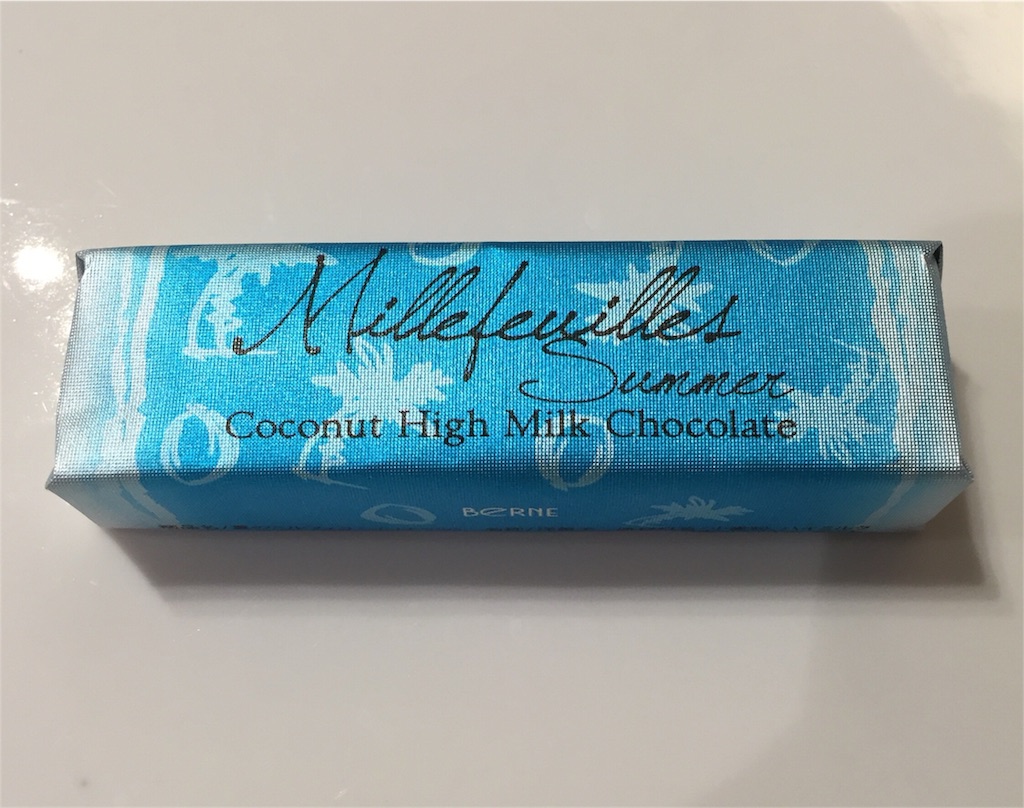 Millefeuilles
Summer
Coconut High Milk Chocolate
BERNE